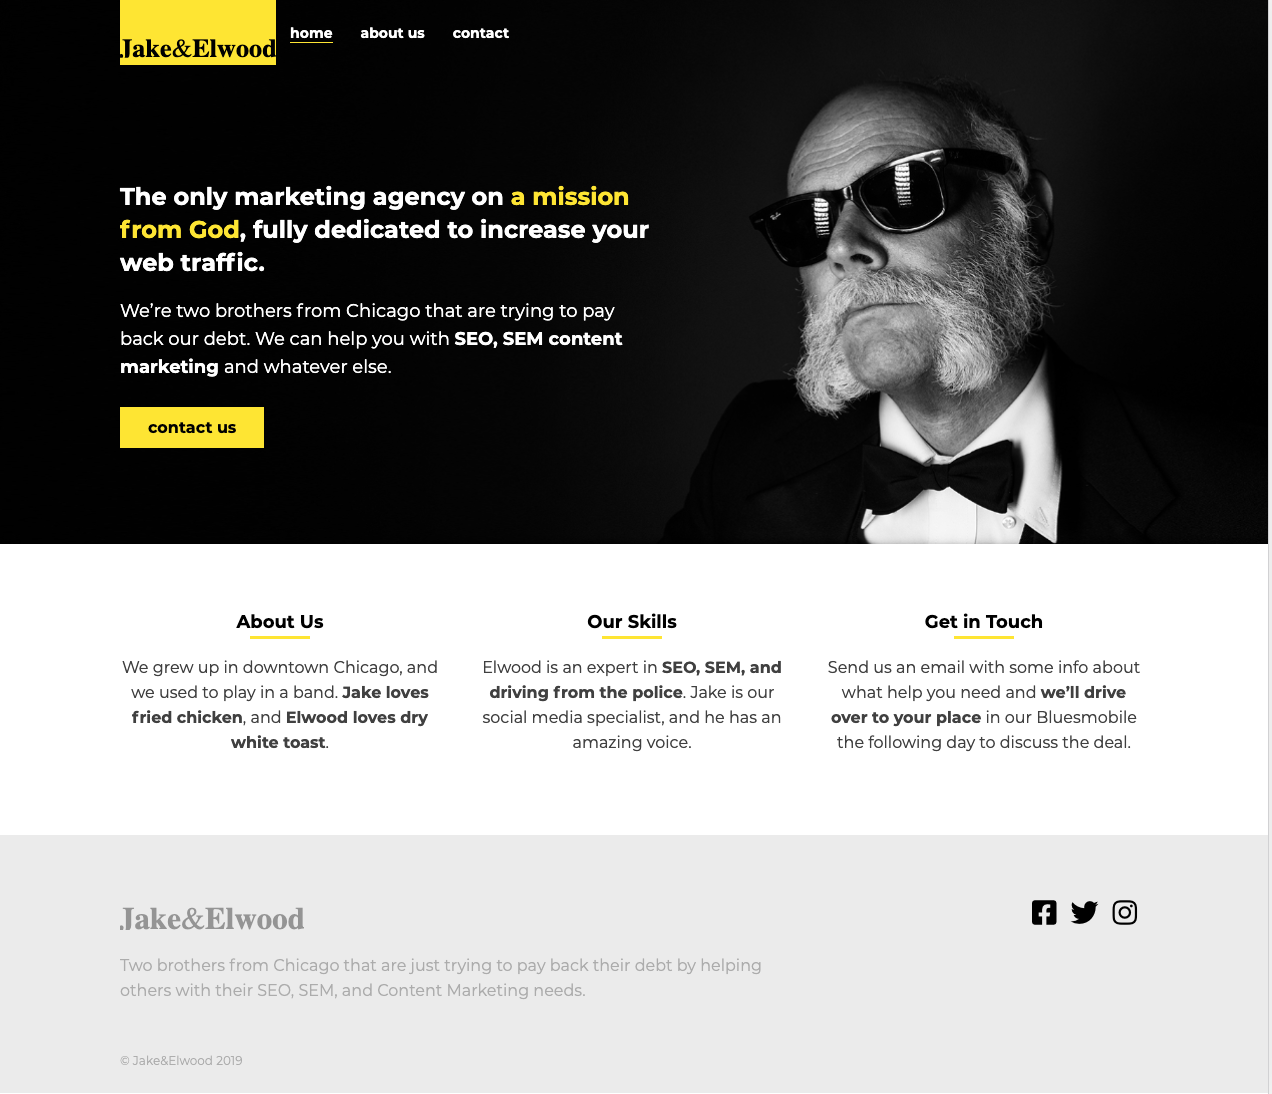 Jake&Elwood home about us contact
The only marketing agency on a mission
from God, fully dedicated to increase your
web traffic.
We’re two brothers from Chicago that are trying to pay
back our debt. We can help you with SEO, SEM content
marketing and whatever else.
contact us
About Us
We grew up in downtown Chicago, and
we used to play in a band. Jake loves
fried chicken, and Elwood loves dry
white toast.
Our Skills
Elwood is an expert in SEO, SEM, and
driving from the police. Jake is our
social media specialist, and he has an
amazing voice.
Get in Touch
Send us an email with some info about
what help you need and we’ll drive
over to your place in our Bluesmobile
the following day to discuss the deal.
Jake&Elwood
Two brothers from Chicago that are just trying to pay back their debt by helping
others with their SEO, SEM, and Content Marketing needs.
© Jake&Elwood 2019